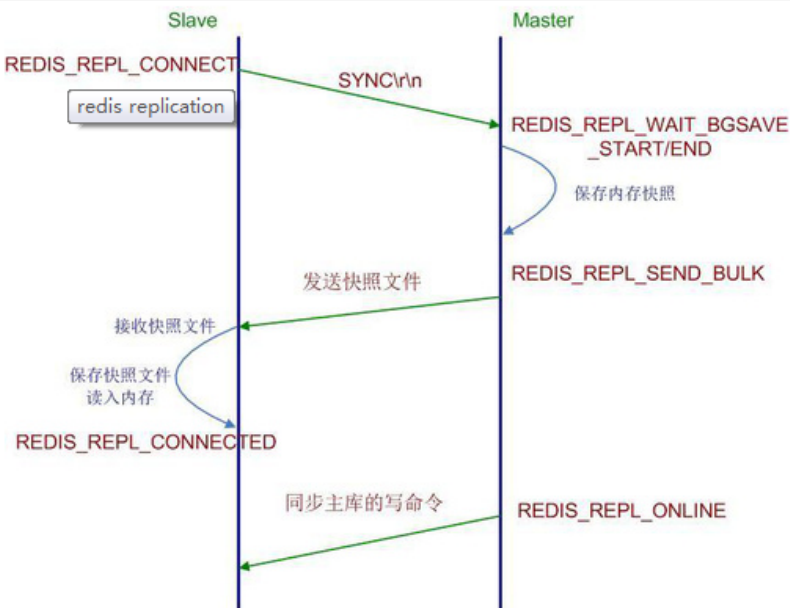 Slave
Master
REDIS_REPL_CONNECT
SYNC\r\n
redis replication
REDIS_REPL_WAIT_BGSAVE
_START/END
保存内存快照
REDIS_REPL_SEND_BULK
发送快照文件
接收快照文件
保存快照文件
读入内存
REDIS_REPL_CONNECTED
同步主库的写命令
REDIS_REPL_ONLINE